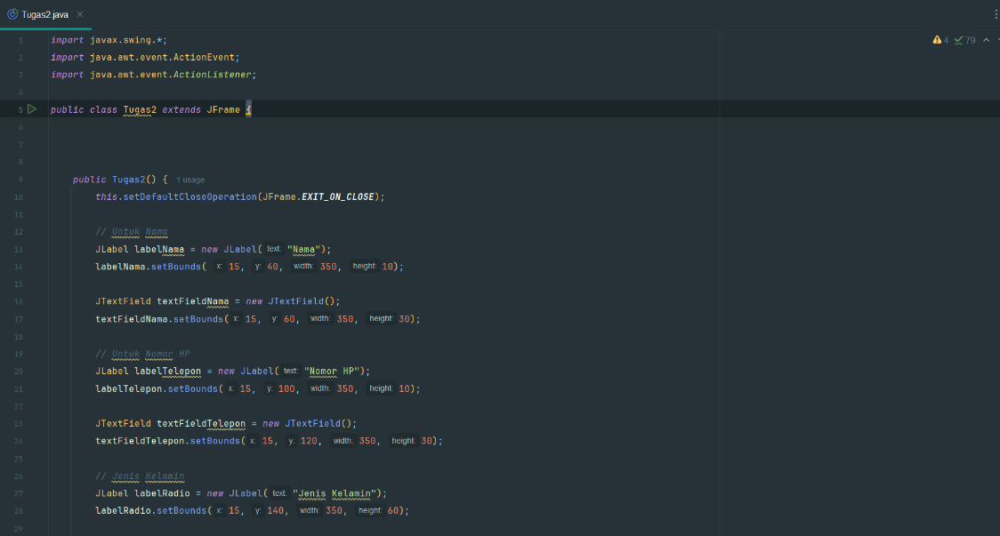 Tugas2.java
4 79
1 import javax.swing.*;
2 import java.awt.event.ActionEvent;
3 import java.awt.event.ActionListener;
4
5 public class Tugas2 extends JFrame {
6
7
8
9 public Tugas2() { 1 usage
10 this.setDefaultCloseOperation(JFrame.EXIT_ON_CLOSE);
11
12 // Untuk Nama
13 JLabel labelNama = new JLabel( text: "Nama");
14 labelNama.setBounds( x: 15, y: 40, width: 350, height: 10);
15
16 JTextField textFieldNama = new JTextField();
17 textFieldNama.setBounds( x: 15, y: 60, width: 350, height: 30);
18
19 // Untuk Nomor HP
20 JLabel labelTelepon = new JLabel( text: "Nomor HP");
21 labelTelepon.setBounds( x: 15, y: 100, width: 350, height: 10);
22
23 JTextField textFieldTelepon = new JTextField();
24 textFieldTelepon.setBounds( x: 15, y: 120, width: 350, height: 30);
25
26 // Jenis Kelamin
27 JLabel labelRadio = new JLabel( text: "Jenis Kelamin");
28 labelRadio.setBounds( x: 15, y: 140, width: 350, height: 60);
29